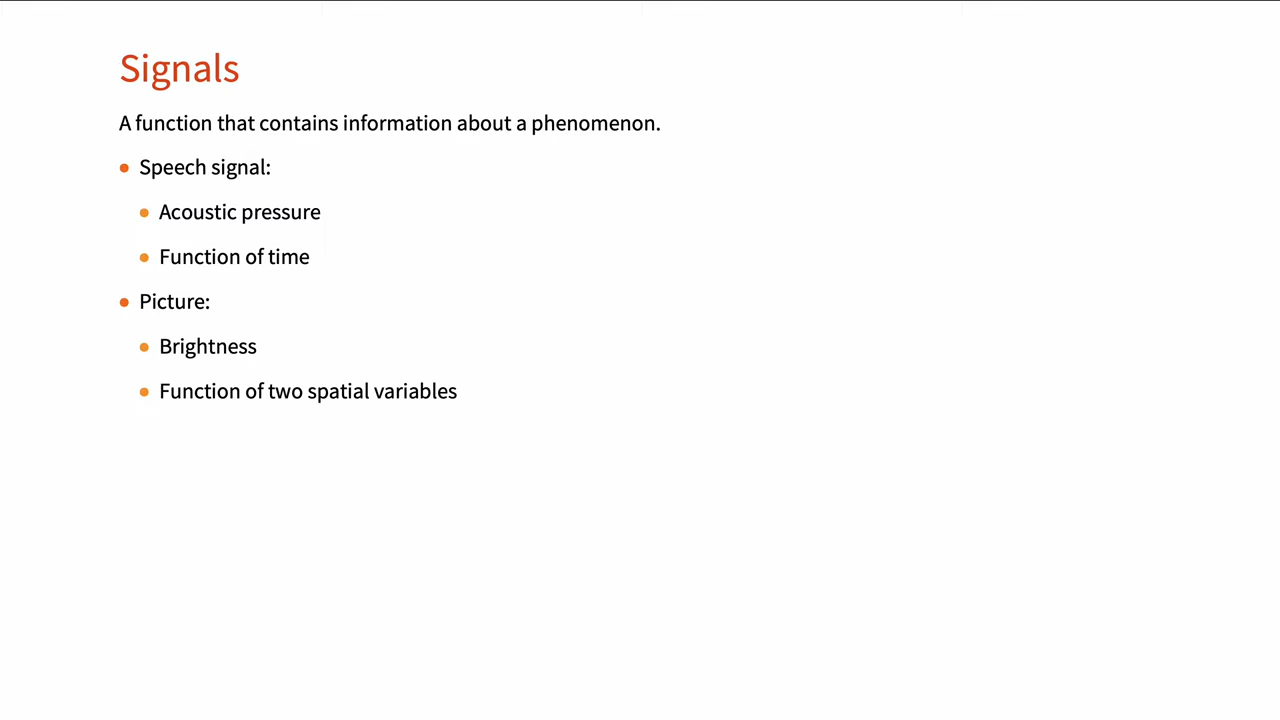 Signals
A function that contains information about a phenomenon.
Speech signal:
Acoustic pressure
Function of time
Picture:
Brightness
Function of two spatial variables